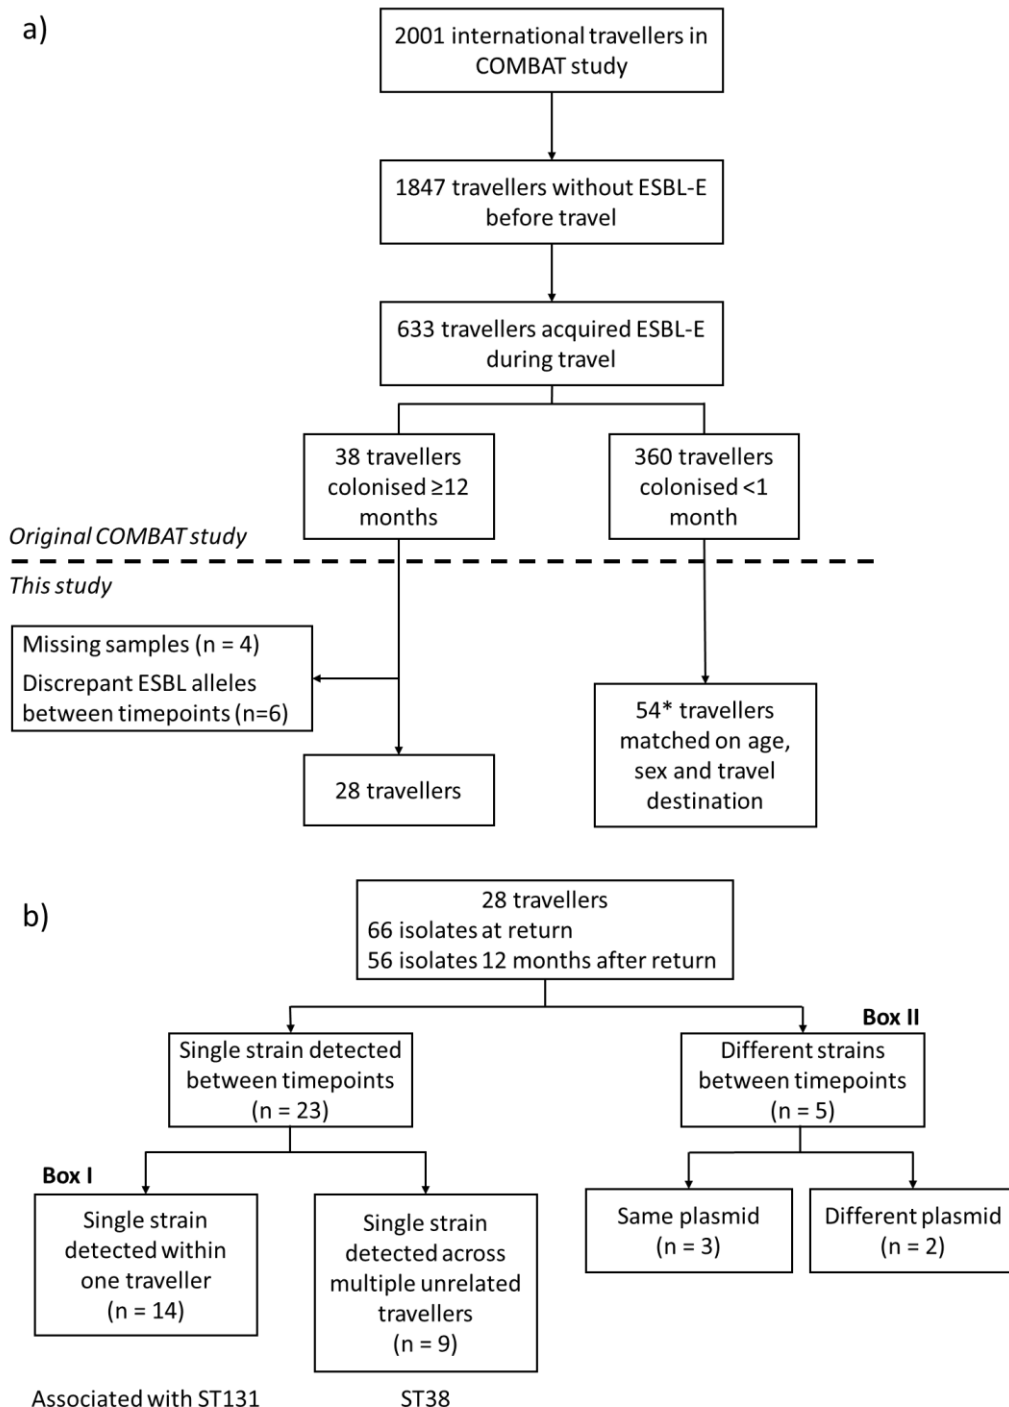 a)
2001 international travellers in
COMBAT study
1847 travellers without ESBL-E
before travel
633 travellers acquired ESBL-E
during travel
38 travellers
colonised ≥12
months
360 travellers
colonised <1
month
Original COMBAT study
This study
Missing samples (n = 4)
Discrepant ESBL alleles
between timepoints (n=6)
28 travellers
54* travellers
matched on age,
sex and travel
destination
b)
28 travellers
66 isolates at return
56 isolates 12 months after return
Single strain detected
between timepoints
(n = 23)
Box II
Different strains
between timepoints
(n = 5)
Box I
Single strain
detected within
one traveller
(n = 14)
Single strain
detected across
multiple unrelated
travellers
(n = 9)
Same plasmid
(n = 3)
Different plasmid
(n = 2)
Associated with ST131
ST38